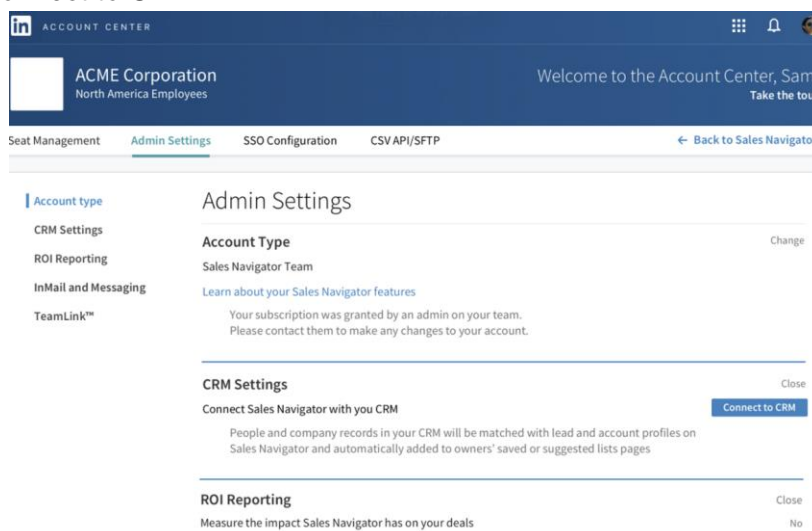 in ACCOUNT CENTER
ACME Corporation
North America Employees
Welcome to the Account Center, Sam
Take the tou
Seat Management Admin Settings SSO Configuration CSV API/SFTP ← Back to Sales Navigato
Account type
CRM Settings
ROI Reporting
InMail and Messaging
TeamLink™
Admin Settings
Account Type Change
Sales Navigator Team
Learn about your Sales Navigator features
Your subscription was granted by an admin on your team.
Please contact them to make any changes to your account.
CRM Settings Close
Connect Sales Navigator with you CRM Connect to CRM
People and company records in your CRM will be matched with lead and account profiles on
Sales Navigator and automatically added to owners' saved or suggested lists pages
ROI Reporting Close
Measure the impact Sales Navigator has on your deals No